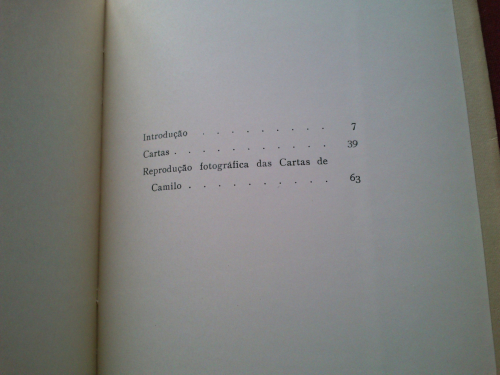 Introdução . . . . . . . . . 7
Cartas . . . . . . . . . . . 39
Reprodução fotográfica das Cartas de
Camilo . . . . . . . . . . 63